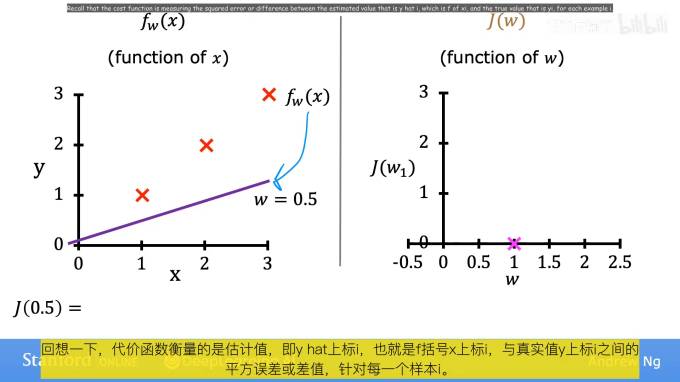 Recall that the cost function is measuring the squared error or difference between the estimated value that is y hat i, which is f of xi, and the true value that is yi, for each example i.
bilibili
f_w(x)
(function of x)
3
2
y
1
0
0 1 2 3
x
f_w(x)
w = 0.5
J(w)
(function of w)
3
2
J(w₁)
1
0
-0.5 0 0.5 1 1.5 2 2.5
w
J(0.5) =
回想一下，代价函数衡量的是估计值，即y hat上标i，也就是f括号x上标i，与真实值y上标i之间的
平方误差或差值，针对每一个样本i。
Stanford ONLINE
Andrew Ng